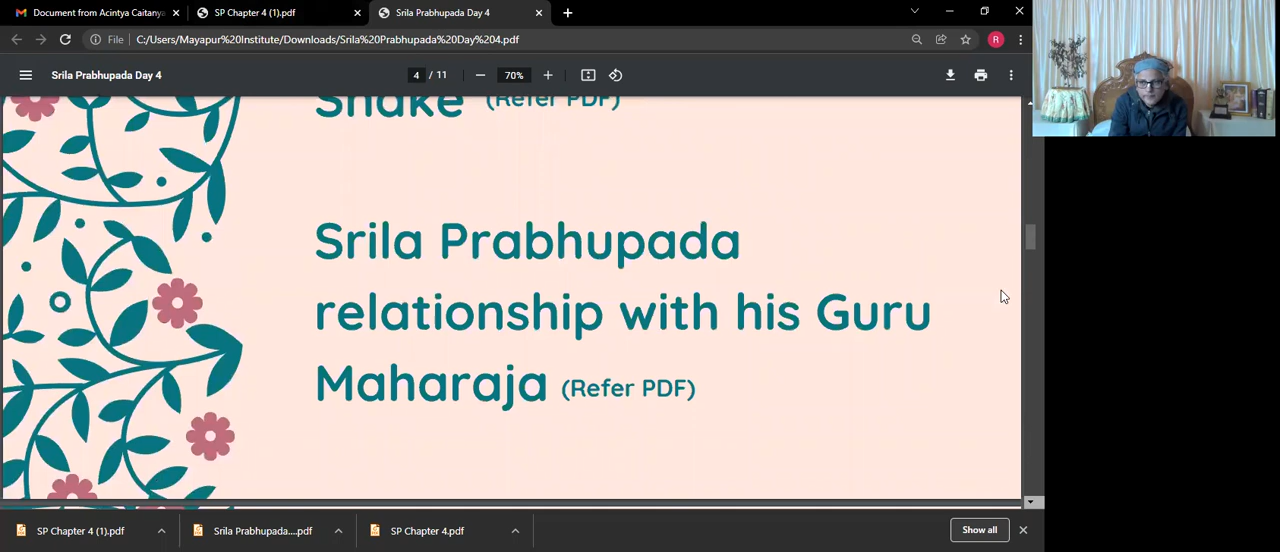 Document from Acintya Caitanya
SP Chapter 4 (1).pdf
Srila Prabhupada Day 4
File
C:/Users/Mayapur%20Institute/Downloads/Srila%20Prabhupada%20Day%204.pdf
R
Srila Prabhupada Day 4
4 / 11
70%
Snake (Refer PDF)
Srila Prabhupada
relationship with his Guru
Maharaja (Refer PDF)
SP Chapter 4 (1).pdf
Srila Prabhupada....pdf
SP Chapter 4.pdf
Show all